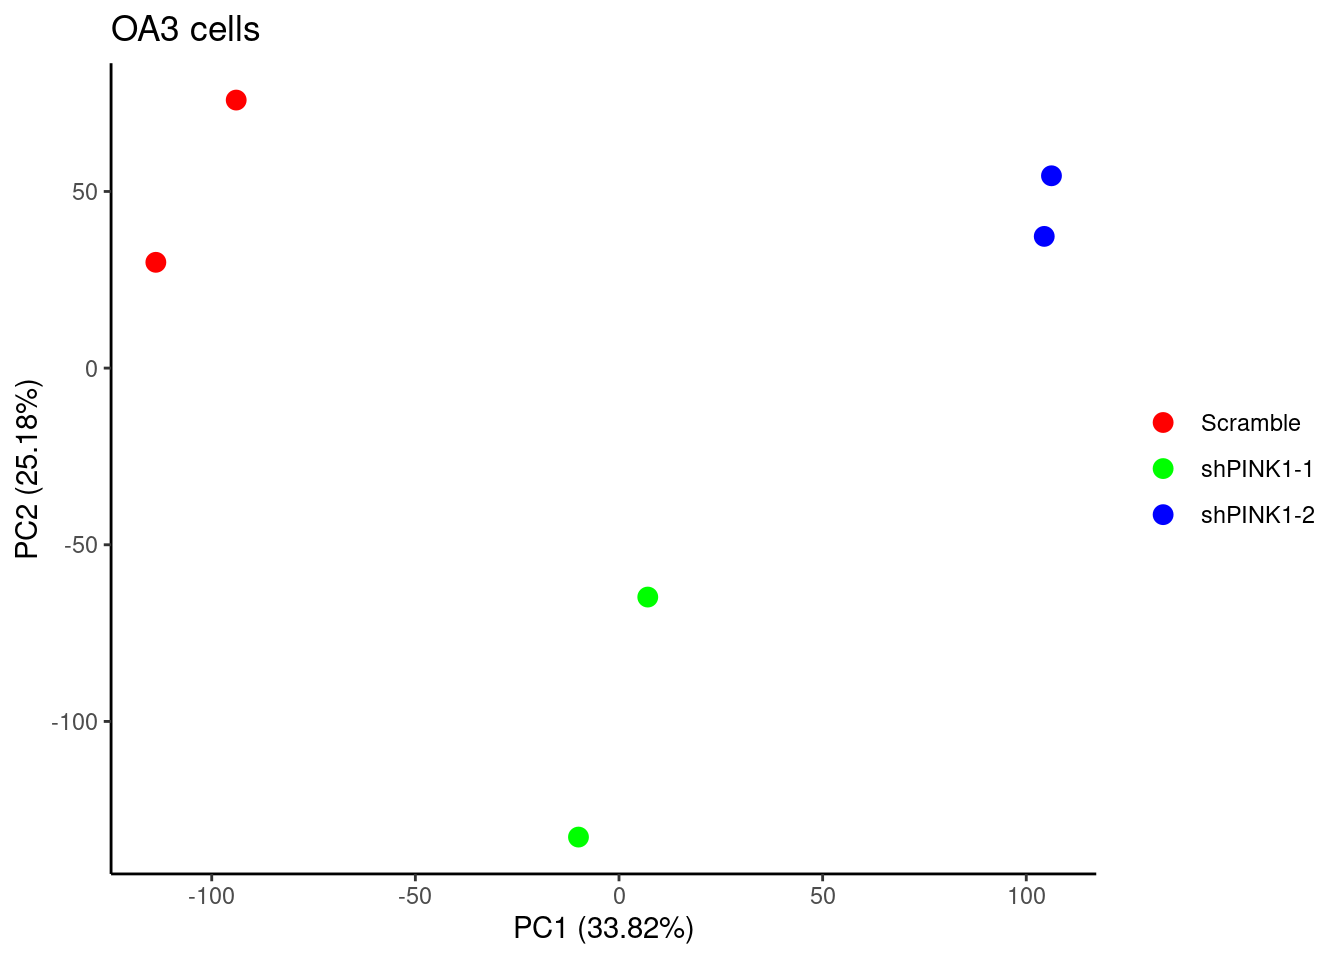 OA3 cells
PC2 (25.18%)
50
0
-50
-100
-100
-50
0
50
100
PC1 (33.82%)
Scramble
shPINK1-1
shPINK1-2